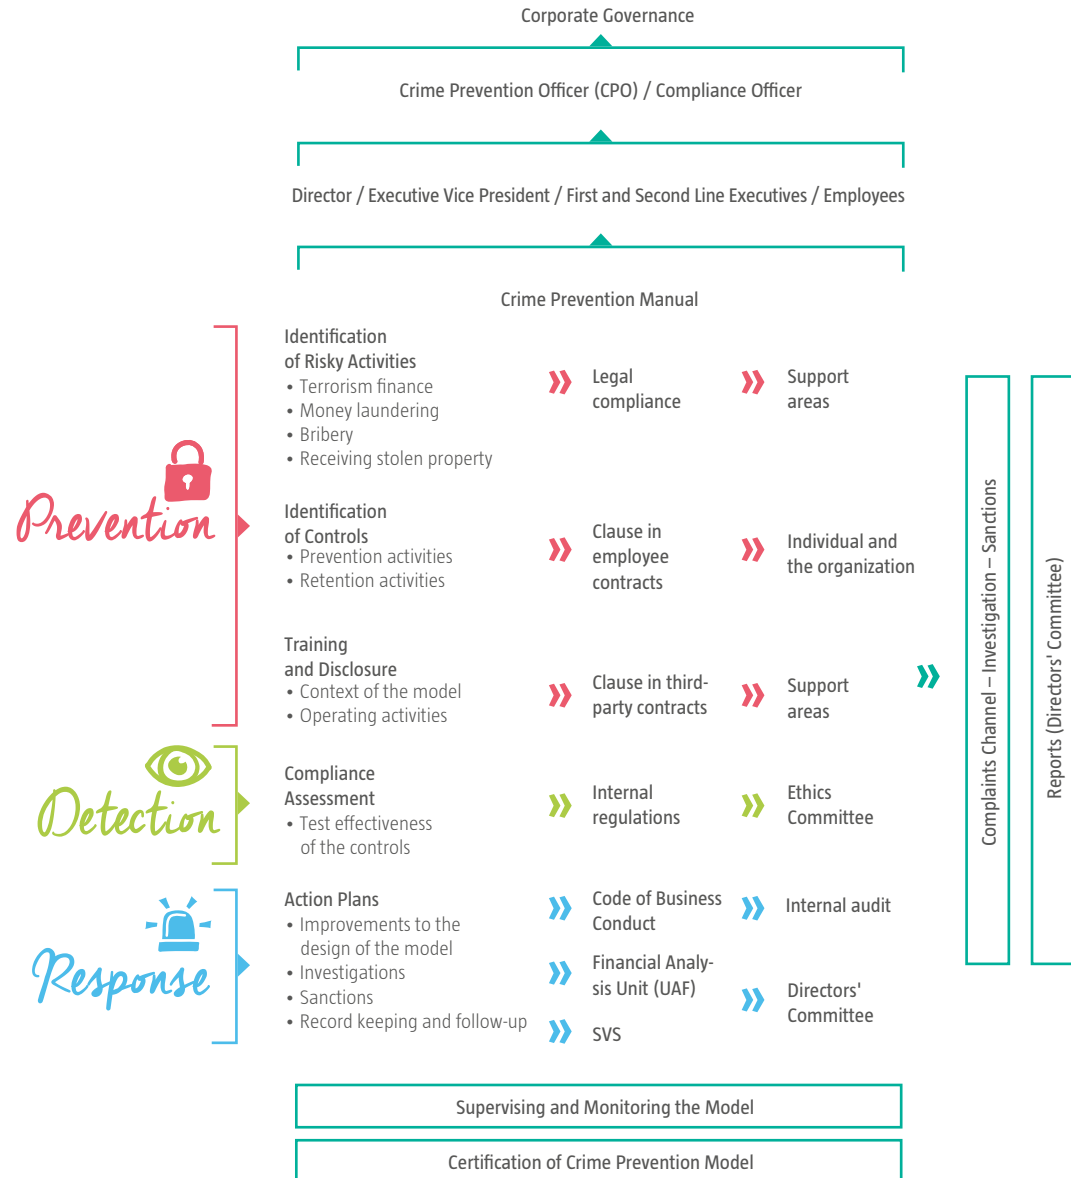 Corporate Governance
Crime Prevention Officer (CPO) / Compliance Officer
Director / Executive Vice President / First and Second Line Executives / Employees
Crime Prevention Manual
Prevention
Identification
of Risky Activities
• Terrorism finance
• Money laundering
• Bribery
• Receiving stolen property
Legal
compliance
Support
areas
Identification
of Controls
• Prevention activities
• Retention activities
Clause in
employee
contracts
Individual and
the organization
Training
and Disclosure
• Context of the model
• Operating activities
Clause in third-
party contracts
Support
areas
Detection
Compliance
Assessment
• Test effectiveness
of the controls
Internal
regulations
Ethics
Committee
Response
Action Plans
• Improvements to the
design of the model
• Investigations
• Sanctions
• Record keeping and follow-up
Code of Business
Conduct
Financial Analy-
sis Unit (UAF)
SVS
Internal audit
Directors'
Committee
Complaints Channel – Investigation – Sanctions
Reports (Directors' Committee)
Supervising and Monitoring the Model
Certification of Crime Prevention Model